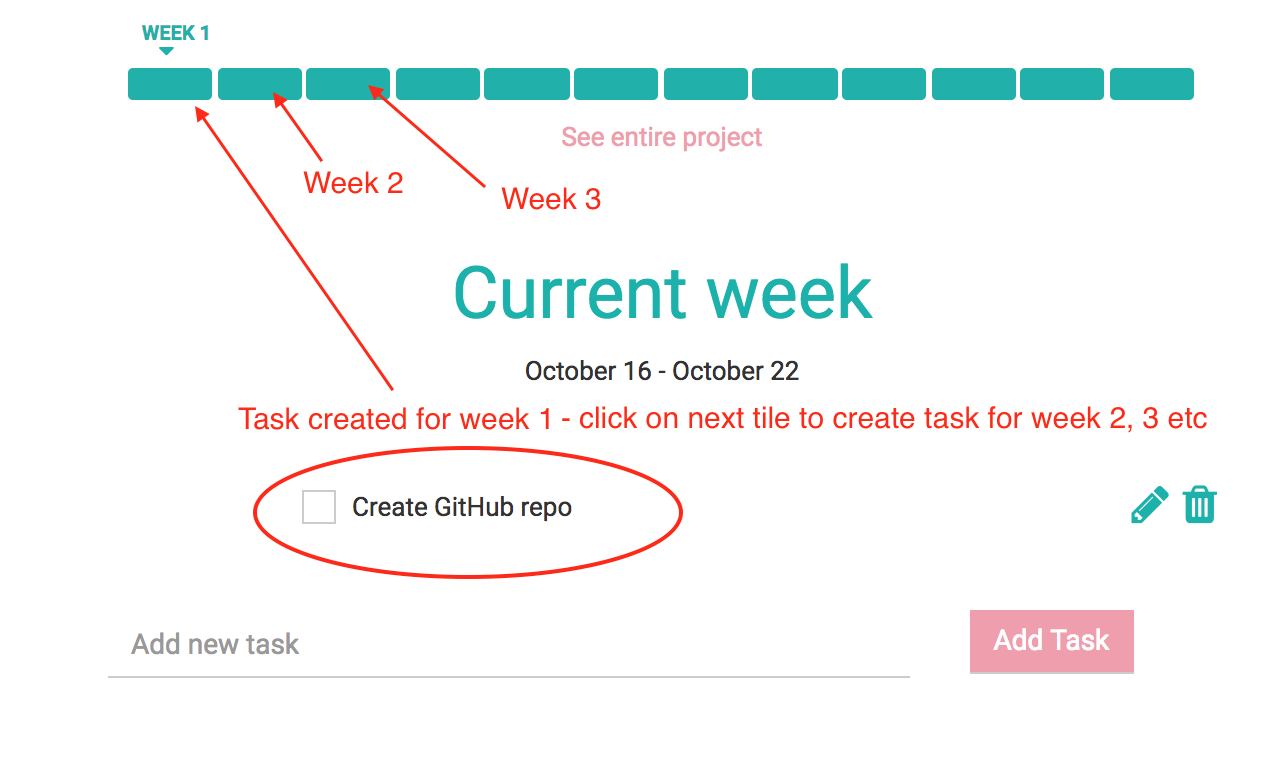 WEEK 1
See entire project
Week 2
Week 3
Current week
October 16 - October 22
Task created for week 1 - click on next tile to create task for week 2, 3 etc
Create GitHub repo
Add new task
Add Task